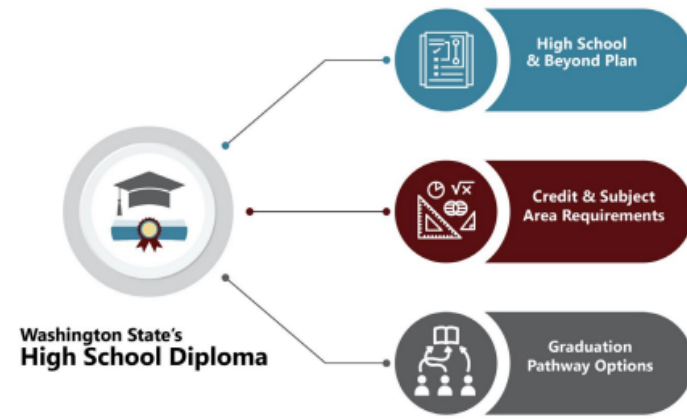 High School
& Beyond Plan
√x
Credit & Subject
Area Requirements
Washington State's
High School Diploma
Graduation
Pathway Options